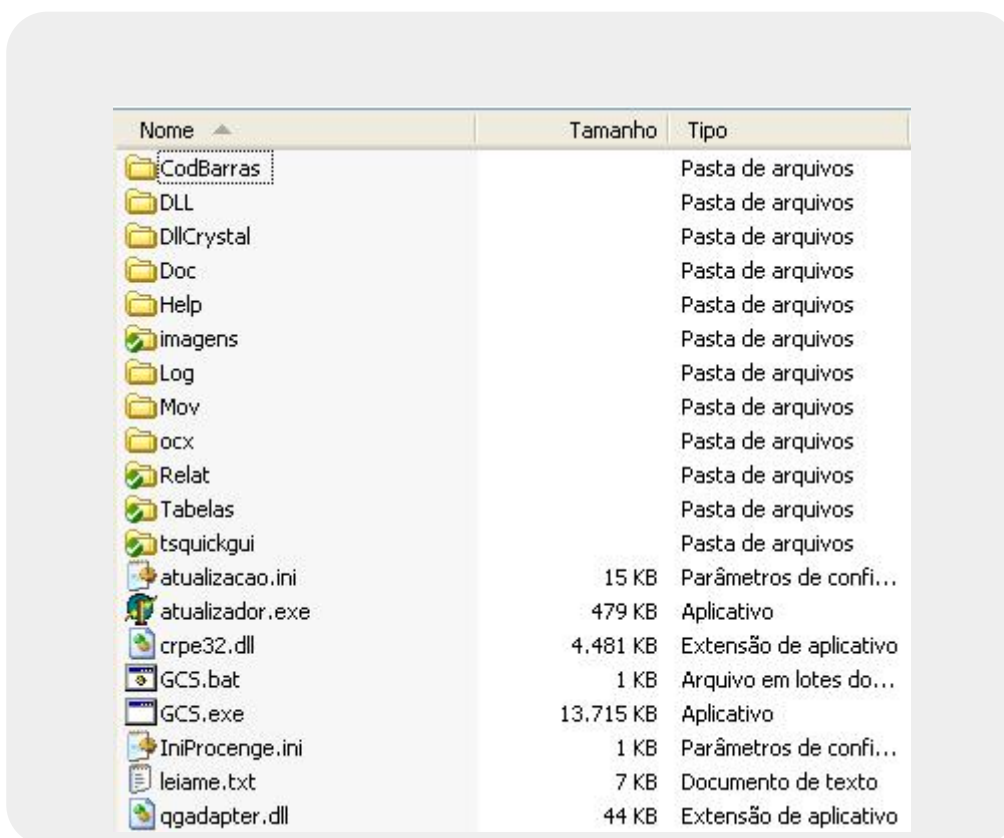 Nome Tamanho Tipo
CodBarras Pasta de arquivos
DLL Pasta de arquivos
DllCrystal Pasta de arquivos
Doc Pasta de arquivos
Help Pasta de arquivos
imagens Pasta de arquivos
Log Pasta de arquivos
Mov Pasta de arquivos
ocx Pasta de arquivos
Relat Pasta de arquivos
Tabelas Pasta de arquivos
tsquickgui Pasta de arquivos
atualizacao.ini 15 KB Parâmetros de confi...
atualizador.exe 479 KB Aplicativo
crpe32.dll 4.481 KB Extensão de aplicativo
GCS.bat 1 KB Arquivo em lotes do...
GCS.exe 13.715 KB Aplicativo
IniProcenge.ini 1 KB Parâmetros de confi...
leiame.txt 7 KB Documento de texto
qgadapter.dll 44 KB Extensão de aplicativo